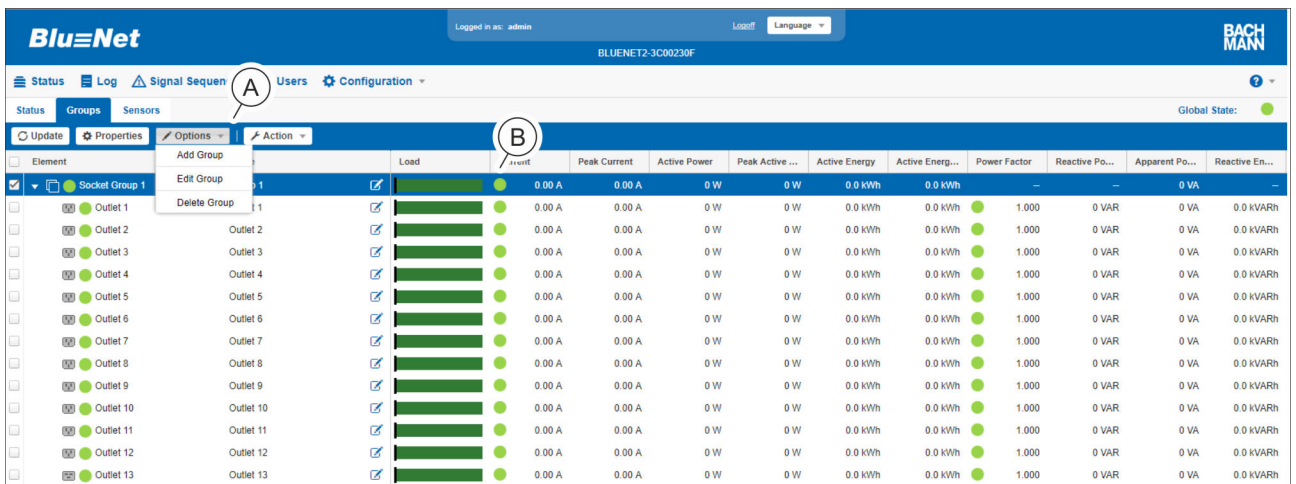 Logged in as: admin Logoff Language
Blu≡Net BACHMANN
BLUENET2-3C00230F
Status Log Signal Sequen Users Configuration ?
A
Status Groups Sensors Global State:
Update Properties Options Action
B
Element Load Peak Current Active Power Peak Active ... Active Energy Active Energ... Power Factor Reactive Po... Apparent Po... Reactive En...
Add Group
Socket Group 1 1 0.00 A 0.00 A 0 W 0 W 0.0 kWh 0.0 kWh -- -- 0 VA --
Edit Group
Delete Group
Outlet 1 t 1 0.00 A 0.00 A 0 W 0 W 0.0 kWh 0.0 kWh 1.000 0 VAR 0 VA 0.0 kVARh
Outlet 2 Outlet 2 0.00 A 0.00 A 0 W 0 W 0.0 kWh 0.0 kWh 1.000 0 VAR 0 VA 0.0 kVARh
Outlet 3 Outlet 3 0.00 A 0.00 A 0 W 0 W 0.0 kWh 0.0 kWh 1.000 0 VAR 0 VA 0.0 kVARh
Outlet 4 Outlet 4 0.00 A 0.00 A 0 W 0 W 0.0 kWh 0.0 kWh 1.000 0 VAR 0 VA 0.0 kVARh
Outlet 5 Outlet 5 0.00 A 0.00 A 0 W 0 W 0.0 kWh 0.0 kWh 1.000 0 VAR 0 VA 0.0 kVARh
Outlet 6 Outlet 6 0.00 A 0.00 A 0 W 0 W 0.0 kWh 0.0 kWh 1.000 0 VAR 0 VA 0.0 kVARh
Outlet 7 Outlet 7 0.00 A 0.00 A 0 W 0 W 0.0 kWh 0.0 kWh 1.000 0 VAR 0 VA 0.0 kVARh
Outlet 8 Outlet 8 0.00 A 0.00 A 0 W 0 W 0.0 kWh 0.0 kWh 1.000 0 VAR 0 VA 0.0 kVARh
Outlet 9 Outlet 9 0.00 A 0.00 A 0 W 0 W 0.0 kWh 0.0 kWh 1.000 0 VAR 0 VA 0.0 kVARh
Outlet 10 Outlet 10 0.00 A 0.00 A 0 W 0 W 0.0 kWh 0.0 kWh 1.000 0 VAR 0 VA 0.0 kVARh
Outlet 11 Outlet 11 0.00 A 0.00 A 0 W 0 W 0.0 kWh 0.0 kWh 1.000 0 VAR 0 VA 0.0 kVARh
Outlet 12 Outlet 12 0.00 A 0.00 A 0 W 0 W 0.0 kWh 0.0 kWh 1.000 0 VAR 0 VA 0.0 kVARh
Outlet 13 Outlet 13 0.00 A 0.00 A 0 W 0 W 0.0 kWh 0.0 kWh 1.000 0 VAR 0 VA 0.0 kVARh